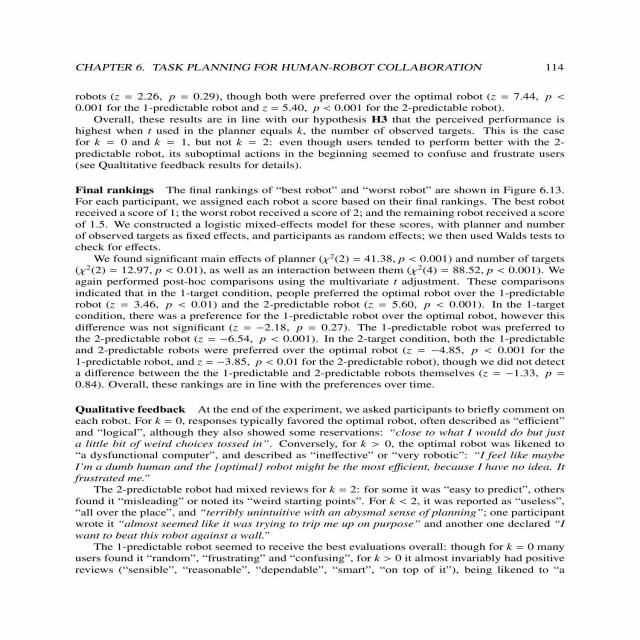 CHAPTER 6. TASK PLANNING FOR HUMAN-ROBOT COLLABORATION 114
robots (z = 2.26, p = 0.29), though both were preferred over the optimal robot (z = 7.44, p <
0.001 for the 1-predictable robot and z = 5.40, p < 0.001 for the 2-predictable robot).
Overall, these results are in line with our hypothesis H3 that the perceived performance is
highest when t used in the planner equals k, the number of observed targets. This is the case
for k = 0 and k = 1, but not k = 2: even though users tended to perform better with the 2-
predictable robot, its suboptimal actions in the beginning seemed to confuse and frustrate users
(see Qualtitative feedback results for details).
Final rankings The final rankings of “best robot” and “worst robot” are shown in Figure 6.13.
For each participant, we assigned each robot a score based on their final rankings. The best robot
received a score of 1; the worst robot received a score of 2; and the remaining robot received a score
of 1.5. We constructed a logistic mixed-effects model for these scores, with planner and number
of observed targets as fixed effects, and participants as random effects; we then used Walds tests to
check for effects.
We found significant main effects of planner (χ²(2) = 41.38, p < 0.001) and number of targets
(χ²(2) = 12.97, p < 0.01), as well as an interaction between them (χ²(4) = 88.52, p < 0.001). We
again performed post-hoc comparisons using the multivariate t adjustment. These comparisons
indicated that in the 1-target condition, people preferred the optimal robot over the 1-predictable
robot (z = 3.46, p < 0.01) and the 2-predictable robot (z = 5.60, p < 0.001). In the 1-target
condition, there was a preference for the 1-predictable robot over the optimal robot, however this
difference was not significant (z = −2.18, p = 0.27). The 1-predictable robot was preferred to
the 2-predictable robot (z = −6.54, p < 0.001). In the 2-target condition, both the 1-predictable
and 2-predictable robots were preferred over the optimal robot (z = −4.85, p < 0.001 for the
1-predictable robot, and z = −3.85, p < 0.01 for the 2-predictable robot), though we did not detect
a difference between the the 1-predictable and 2-predictable robots themselves (z = −1.33, p =
0.84). Overall, these rankings are in line with the preferences over time.
Qualitative feedback At the end of the experiment, we asked participants to briefly comment on
each robot. For k = 0, responses typically favored the optimal robot, often described as “efficient”
and “logical”, although they also showed some reservations: “close to what I would do but just
a little bit of weird choices tossed in”. Conversely, for k > 0, the optimal robot was likened to
“a dysfunctional computer”, and described as “ineffective” or “very robotic”: “I feel like maybe
I’m a dumb human and the [optimal] robot might be the most efficient, because I have no idea. It
frustrated me.”
The 2-predictable robot had mixed reviews for k = 2: for some it was “easy to predict”, others
found it “misleading” or noted its “weird starting points”. For k < 2, it was reported as “useless”,
“all over the place”, and “terribly unintuitive with an abysmal sense of planning”; one participant
wrote it “almost seemed like it was trying to trip me up on purpose” and another one declared “I
want to beat this robot against a wall.”
The 1-predictable robot seemed to receive the best evaluations overall: though for k = 0 many
users found it “random”, “frustrating” and “confusing”, for k > 0 it almost invariably had positive
reviews (“sensible”, “reasonable”, “dependable”, “smart”, “on top of it”), being likened to “a